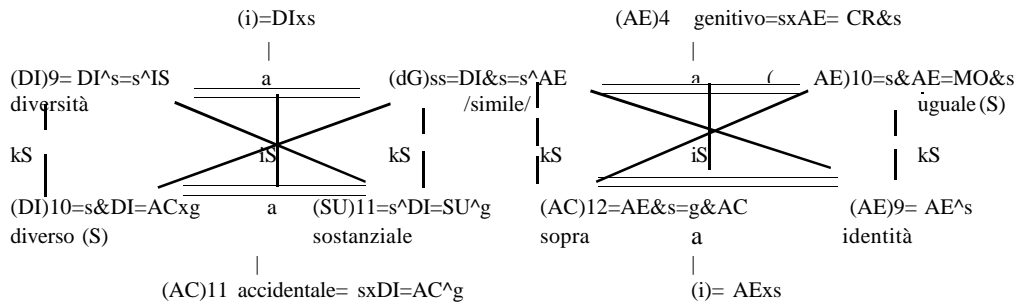 (i)=DIxs (AE)4 genitivo=sxAE= CR&s
| |
(DI)9= DI^s=s^IS a (dG)ss=DI&s=s^AE a ( AE)10=s&AE=MO&s
diversità /simile/ uguale (S)
kS iS kS kS iS kS
(DI)10=s&DI=ACxg a (SU)11=s^DI=SU^g (AC)12=AE&s=g&AC (AE)9= AE^s
diverso (S) sostanziale sopra a identità
| |
(AC)11 accidentale= sxDI=AC^g (i)= AExs